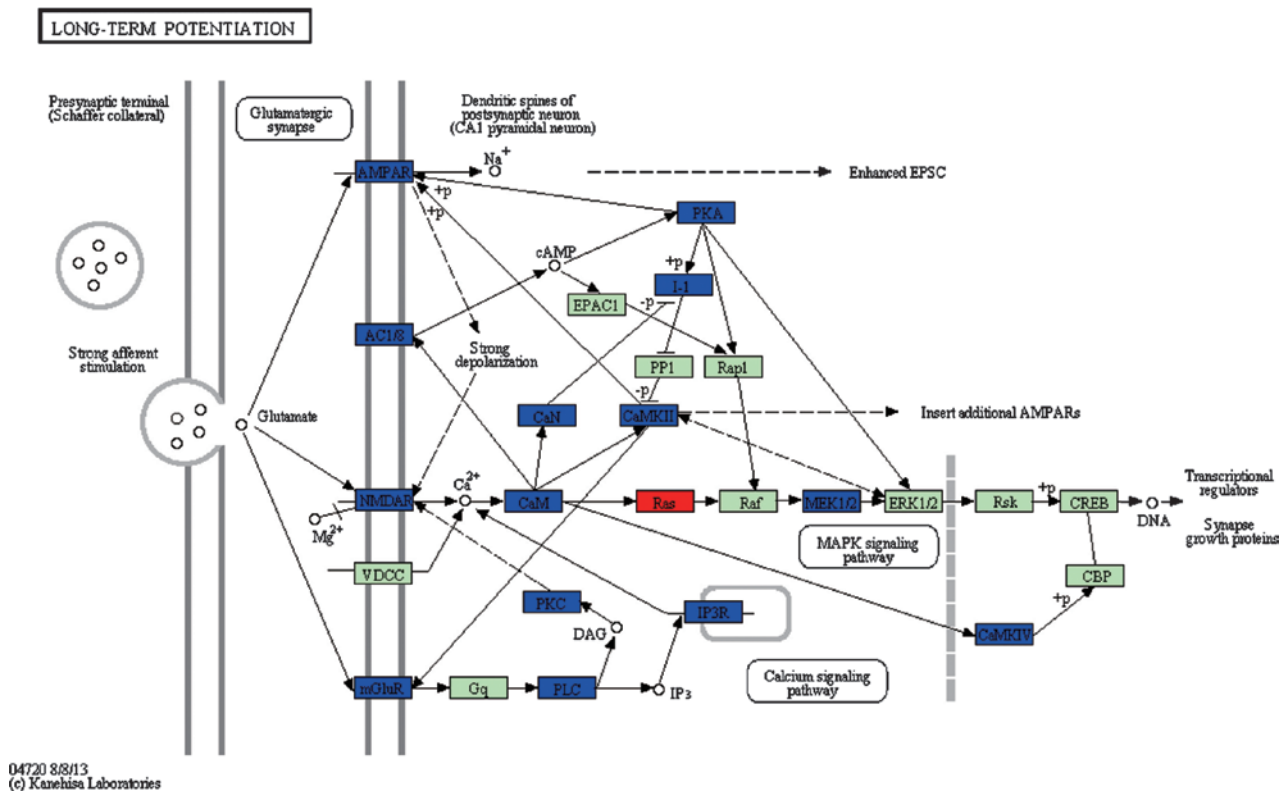 LONG-TERM POTENTIATION
Presynaptic terminal
(Schaffer collateral)
Glutamatergic
synapse
Dendritic spines of
postsynaptic neuron
(CA1 pyramidal neuron)
AMPAR
Na+
Enhanced EPSC
+p
+p
PKA
cAMP
+p
I-1
EPAC1
-p
AC1/8
Strong afferent
stimulation
Strong
depolarization
PP1
Rap1
-p
Glutamate
CaN
CaMKII
Insert additional AMPARs
Ca2+
NMDAR
CaM
Ras
Raf
MEK1/2
ERK1/2
Rsk
+p
CREB
DNA
Transcriptional
regulators
Mg2+
MAPK signaling
pathway
Synapse
growth proteins
VDCC
CBP
+p
PKC
IP3R
DAG
CaMKIV
mGluR
Gq
PLC
IP3
Calcium signaling
pathway
04720 8/8/13
(c) Kanehisa Laboratories